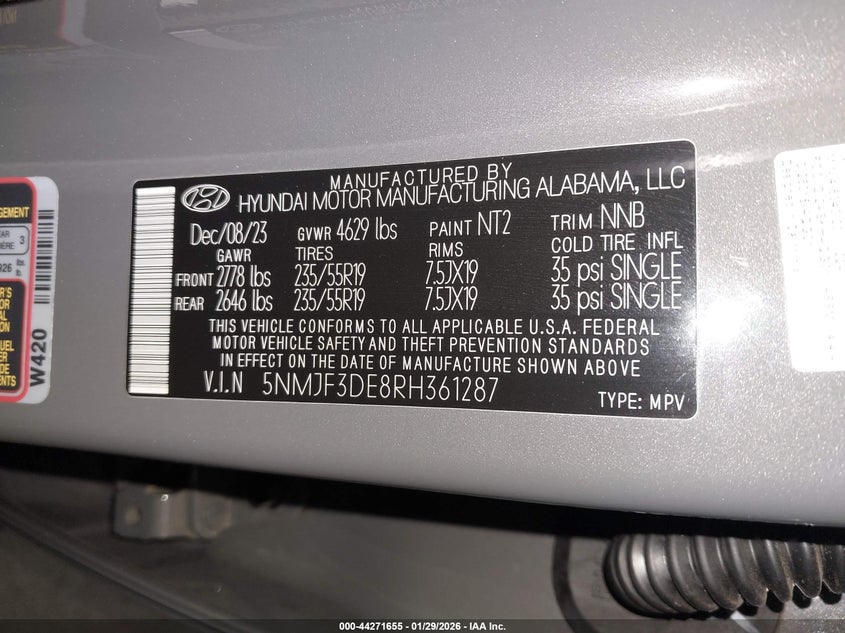 MANUFACTURED BY
HYUNDAI MOTOR MANUFACTURING ALABAMA, LLC
Dec/08/23 GVWR 4629 lbs PAINT NT2 TRIM NNB
GAWR TIRES RIMS COLD TIRE INFL
FRONT 2778 lbs 235/55R19 7.5JX19 35 psi SINGLE
REAR 2646 lbs 235/55R19 7.5JX19 35 psi SINGLE
THIS VEHICLE CONFORMS TO ALL APPLICABLE U.S.A. FEDERAL
MOTOR VEHICLE SAFETY AND THEFT PREVENTION STANDARDS
IN EFFECT ON THE DATE OF MANUFACTURE SHOWN ABOVE
V.I.N 5NMJF3DE8RH361287
TYPE: MPV
W420
000-44271655 - 01/29/2026 - IAA Inc.